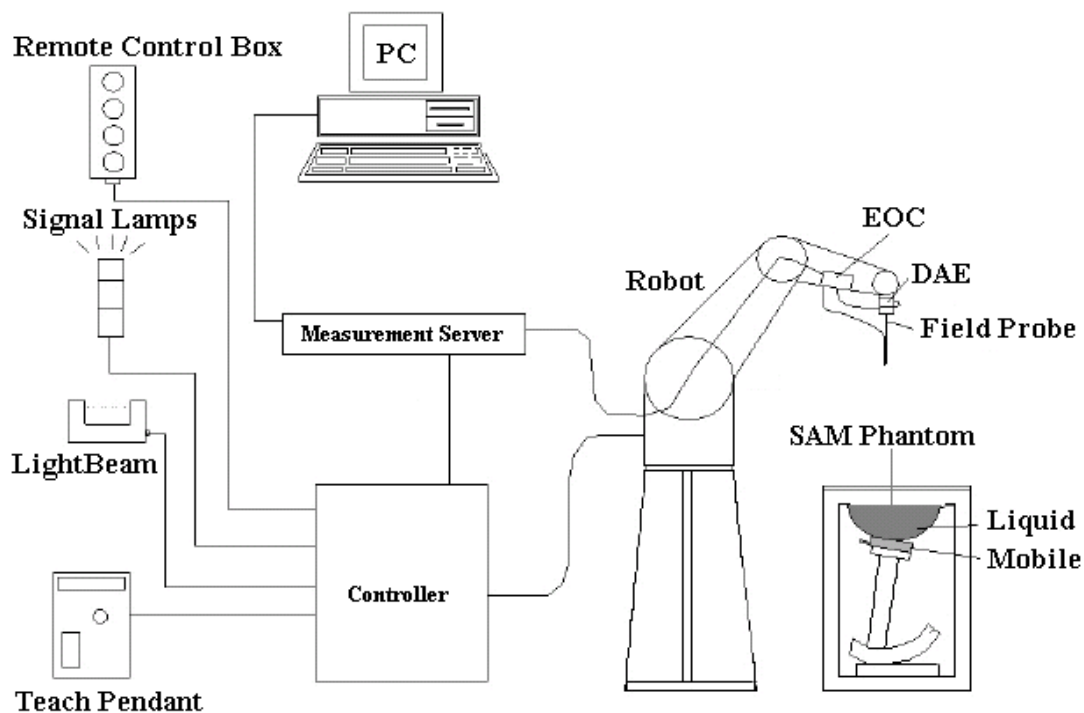 Remote Control Box
PC
Signal Lamps
EOC
Robot
DAE
Measurement Server
Field Probe
LightBeam
SAM Phantom
Liquid
Mobile
Controller
Teach Pendant